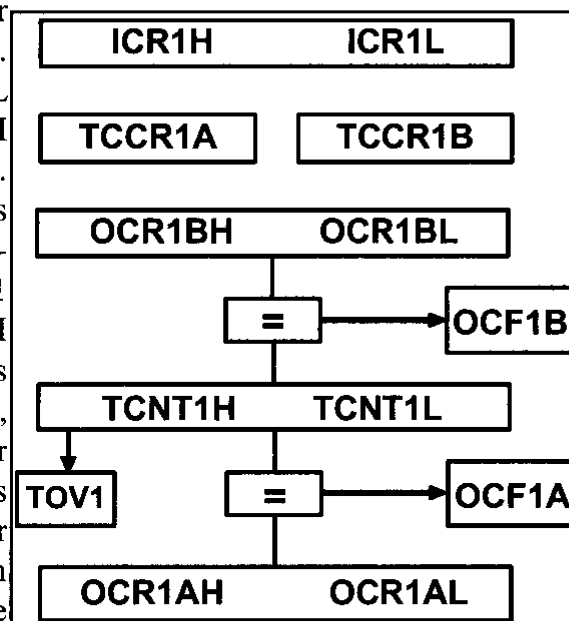 ICR1H ICR1L
TCCR1A TCCR1B
OCR1BH OCR1BL
= OCF1B
TCNT1H TCNT1L
TOV1 = OCF1A
OCR1AH OCR1AL